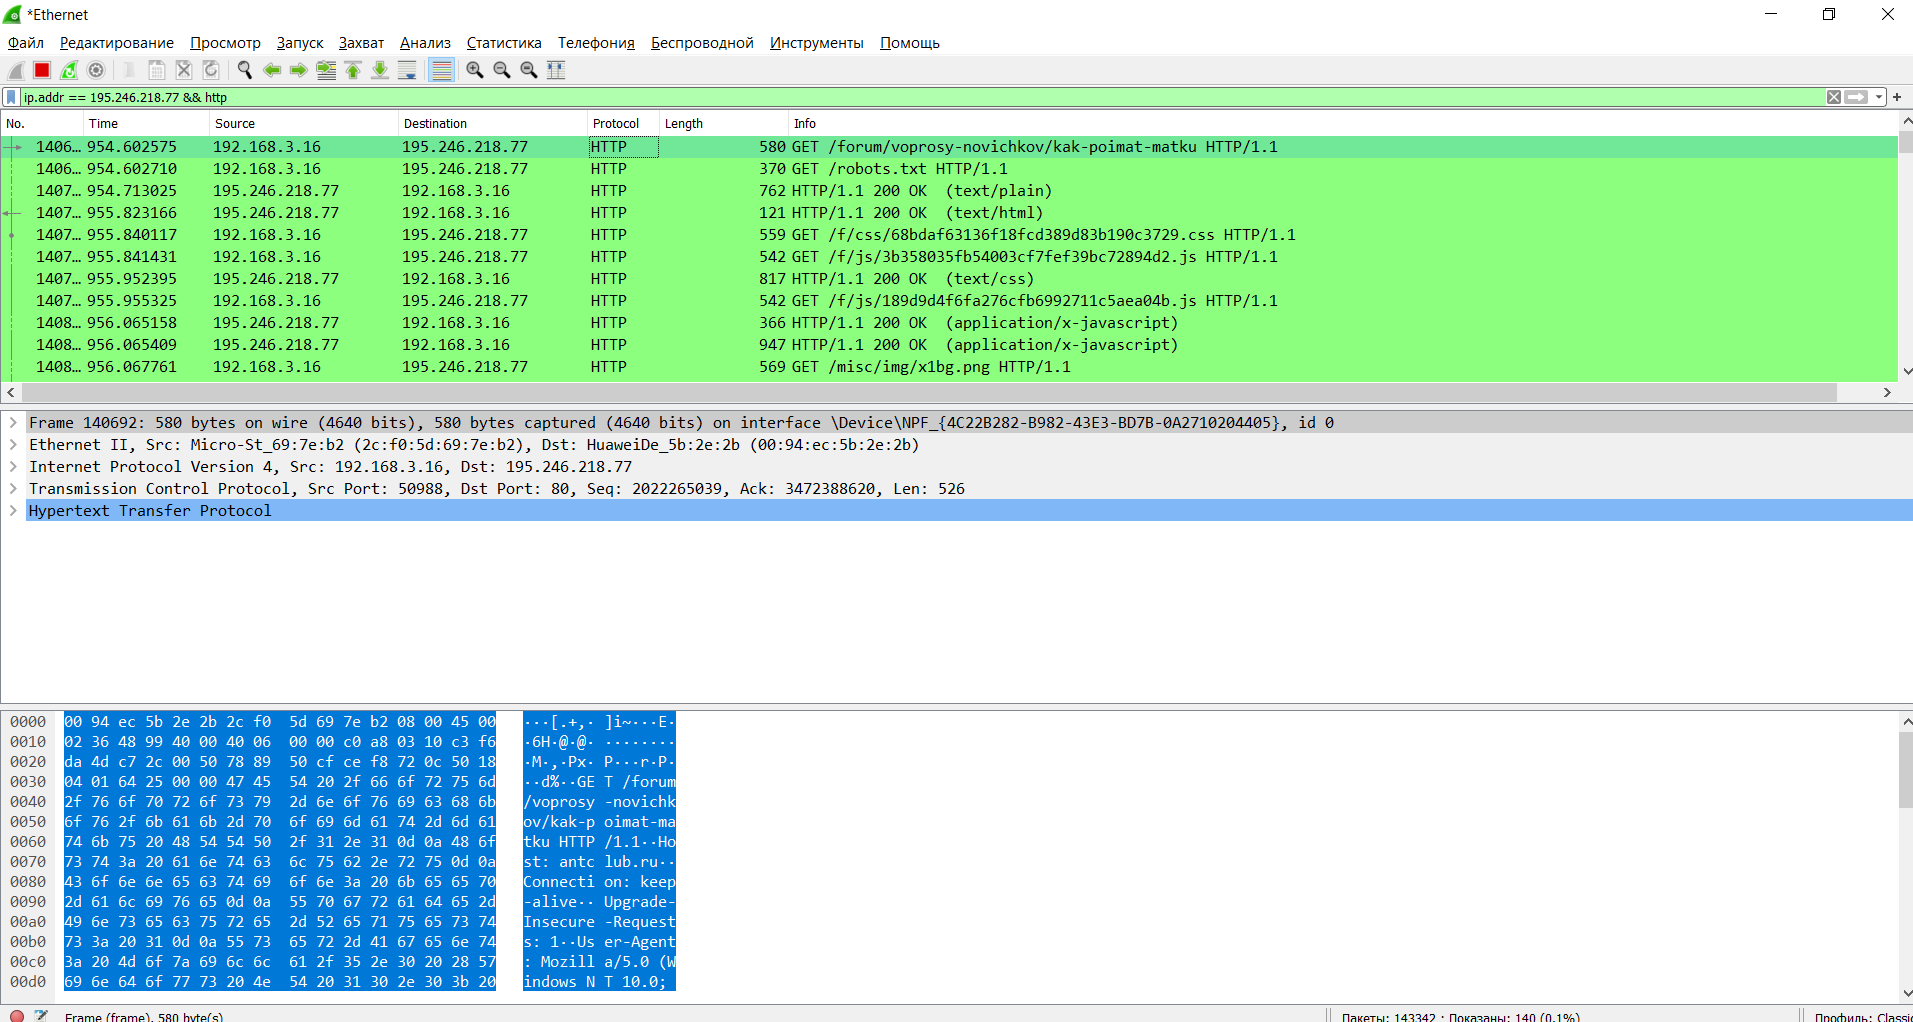 *Ethernet
Файл Редактирование Просмотр Запуск Захват Анализ Статистика Телефония Беспроводной Инструменты Помощь
ip.addr == 195.246.218.77 && http
No. Time Source Destination Protocol Length Info
1406… 954.602575 192.168.3.16 195.246.218.77 HTTP 580 GET /forum/voprosy-novichkov/kak-poimat-matku HTTP/1.1
1406… 954.602710 192.168.3.16 195.246.218.77 HTTP 370 GET /robots.txt HTTP/1.1
1407… 954.713025 195.246.218.77 192.168.3.16 HTTP 762 HTTP/1.1 200 OK (text/plain)
1407… 955.823166 195.246.218.77 192.168.3.16 HTTP 121 HTTP/1.1 200 OK (text/html)
1407… 955.840117 192.168.3.16 195.246.218.77 HTTP 559 GET /f/css/68bdaf63136f18fcd389d83b190c3729.css HTTP/1.1
1407… 955.841431 192.168.3.16 195.246.218.77 HTTP 542 GET /f/js/3b358035fb54003cf7fef39bc72894d2.js HTTP/1.1
1407… 955.952395 195.246.218.77 192.168.3.16 HTTP 817 HTTP/1.1 200 OK (text/css)
1407… 955.955325 192.168.3.16 195.246.218.77 HTTP 542 GET /f/js/189d9d4f6fa276cfb6992711c5aea04b.js HTTP/1.1
1408… 956.065158 195.246.218.77 192.168.3.16 HTTP 366 HTTP/1.1 200 OK (application/x-javascript)
1408… 956.065409 195.246.218.77 192.168.3.16 HTTP 947 HTTP/1.1 200 OK (application/x-javascript)
1408… 956.067761 192.168.3.16 195.246.218.77 HTTP 569 GET /misc/img/x1bg.png HTTP/1.1
Frame 140692: 580 bytes on wire (4640 bits), 580 bytes captured (4640 bits) on interface \Device\NPF_{4C22B282-B982-43E3-BD7B-0A2710204405}, id 0
Ethernet II, Src: Micro-St_69:7e:b2 (2c:f0:5d:69:7e:b2), Dst: HuaweiDe_5b:2e:2b (00:94:ec:5b:2e:2b)
Internet Protocol Version 4, Src: 192.168.3.16, Dst: 195.246.218.77
Transmission Control Protocol, Src Port: 50988, Dst Port: 80, Seq: 2022265039, Ack: 3472388620, Len: 526
Hypertext Transfer Protocol
0000 00 94 ec 5b 2e 2b 2c f0 5d 69 7e b2 08 00 45 00 ···[.+,· ]i~···E·
0010 02 36 48 99 40 00 40 06 00 00 c0 a8 03 10 c3 f6 ·6H·@·@· ········
0020 da 4d c7 2c 00 50 78 89 50 cf ce f8 72 0c 50 18 ·M·,·Px· P···r·P·
0030 04 01 64 25 00 00 47 45 54 20 2f 66 6f 72 75 6d ··d%··GE T /forum
0040 2f 76 6f 70 72 6f 73 79 2d 6e 6f 76 69 63 68 6b /voprosy -novichk
0050 6f 76 2f 6b 61 6b 2d 70 6f 69 6d 61 74 2d 6d 61 ov/kak-p oimat-ma
0060 74 6b 75 20 48 54 54 50 2f 31 2e 31 0d 0a 48 6f tku HTTP /1.1··Ho
0070 73 74 3a 20 61 6e 74 63 6c 75 62 2e 72 75 0d 0a st: antc lub.ru··
0080 43 6f 6e 6e 65 63 74 69 6f 6e 3a 20 6b 65 65 70 Connecti on: keep
0090 2d 61 6c 69 76 65 0d 0a 55 70 67 72 61 64 65 2d -alive·· Upgrade-
00a0 49 6e 73 65 63 75 72 65 2d 52 65 71 75 65 73 74 Insecure -Request
00b0 73 3a 20 31 0d 0a 55 73 65 72 2d 41 67 65 6e 74 s: 1··Us er-Agent
00c0 3a 20 4d 6f 7a 69 6c 6c 61 2f 35 2e 30 20 28 57 : Mozill a/5.0 (W
00d0 69 6e 64 6f 77 73 20 4e 54 20 31 30 2e 30 3b 20 indows N T 10.0;
Frame (frame), 580 byte(s) Пакеты: 143342 · Показаны: 140 (0.1%) Профиль: Classic